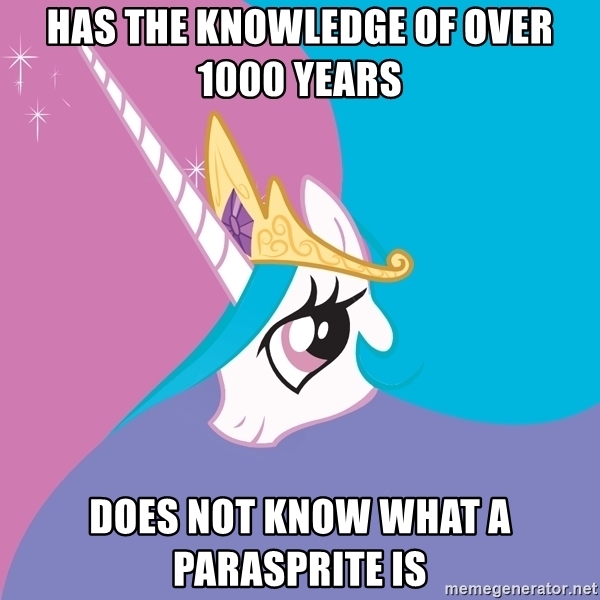 HAS THE KNOWLEDGE OF OVER
1000 YEARS
DOES NOT KNOW WHAT A
PARASPRITE IS
memegenerator.net